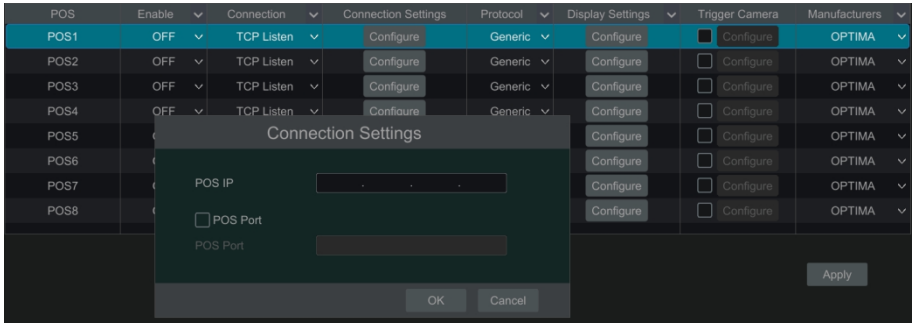 POS Enable Connection Connection Settings Protocol Display Settings Trigger Camera Manufacturers
POS1 OFF TCP Listen Configure Generic Configure Configure OPTIMA
POS2 OFF TCP Listen Configure Generic Configure Configure OPTIMA
POS3 OFF TCP Listen Configure Generic Configure Configure OPTIMA
POS4 OFF TCP Listen Configure Generic Configure Configure OPTIMA
POS5 Configure Configure OPTIMA
POS6 Configure Configure OPTIMA
POS7 Configure Configure OPTIMA
POS8 Configure Configure OPTIMA
Connection Settings
POS IP . . .
POS Port
POS Port
OK Cancel
Apply